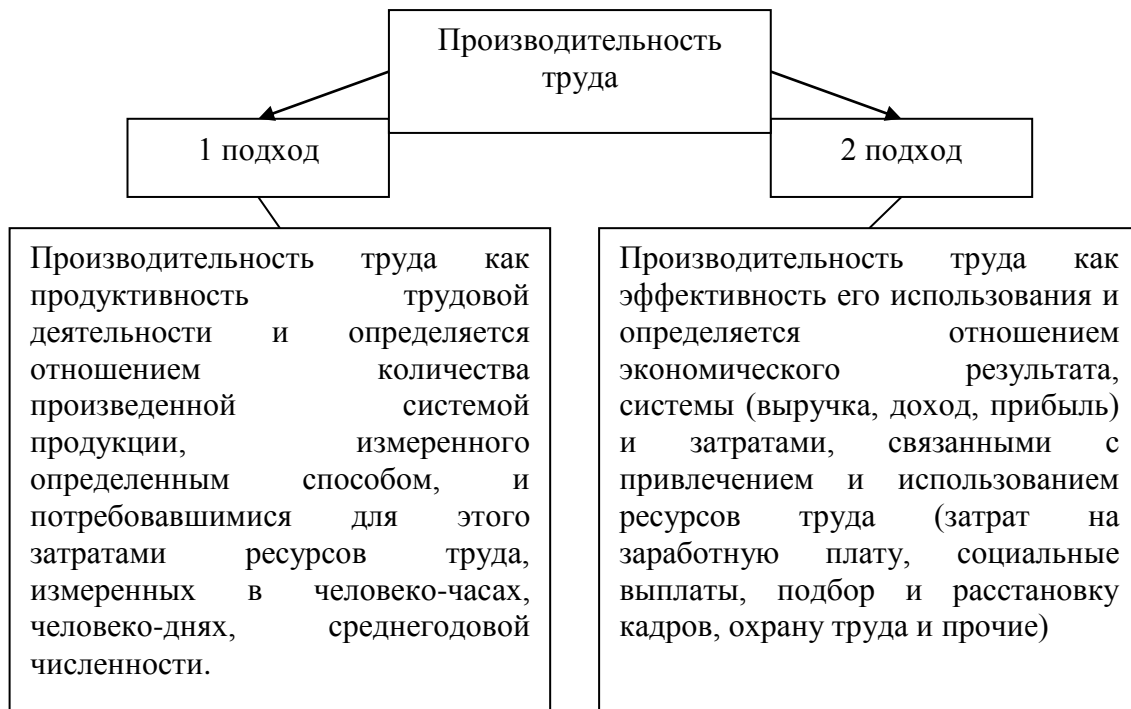 Производительность
труда
1 подход
2 подход
Производительность труда как
продуктивность трудовой
деятельности и определяется
отношением количества
произведенной системой
продукции, измеренного
определенным способом, и
потребовавшимися для этого
затратами ресурсов труда,
измеренных в человеко-часах,
человеко-днях, среднегодовой
численности.
Производительность труда как
эффективность его использования и
определяется отношением
экономического результата,
системы (выручка, доход, прибыль)
и затратами, связанными с
привлечением и использованием
ресурсов труда (затрат на
заработную плату, социальные
выплаты, подбор и расстановку
кадров, охрану труда и прочие)